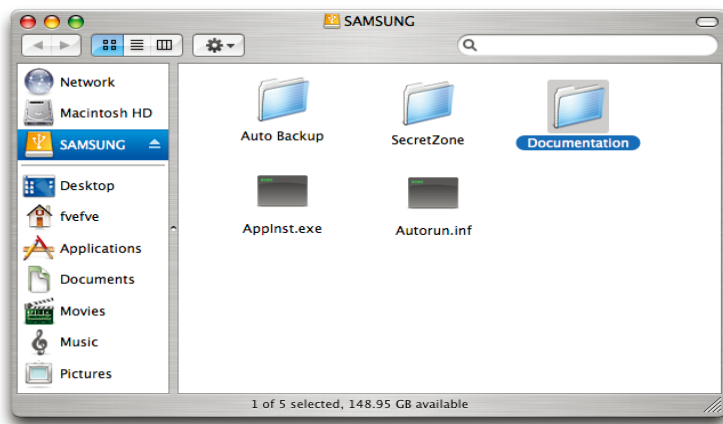 SAMSUNG
Network
Macintosh HD
SAMSUNG
Desktop
fvefve
Applications
Documents
Movies
Music
Pictures
Auto Backup
SecretZone
Documentation
AppInst.exe
Autorun.inf
1 of 5 selected, 148.95 GB available